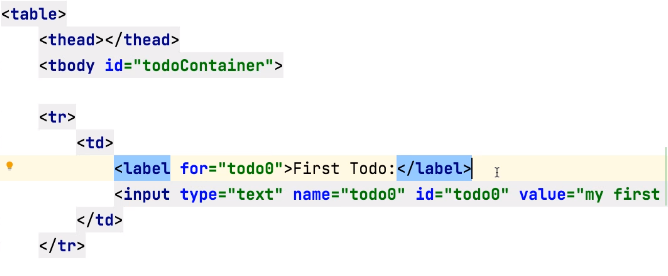 <table>
<thead></thead>
<tbody id="todoContainer">
<tr>
<td>
<label for="todo0">First Todo:</label>
<input type="text" name="todo0" id="todo0" value="my first
</td>
</tr>